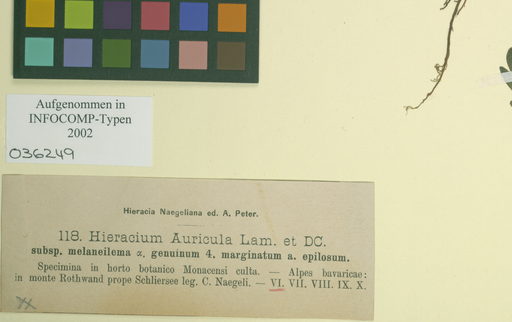 Aufgenommen in
INFOCOMP-Typen
2002
036249
Hieracia Naegeliana ed. A. Peter.
118. Hieracium Auricula Lam. et DC.
subsp. melaneilema α. genuinum 4. marginatum a. epilosum.
Specimina in horto botanico Monacensi culta. — Alpes bavaricae:
in monte Rothwand prope Schliersee leg. C. Naegeli. — VI. VII. VIII. IX. X.